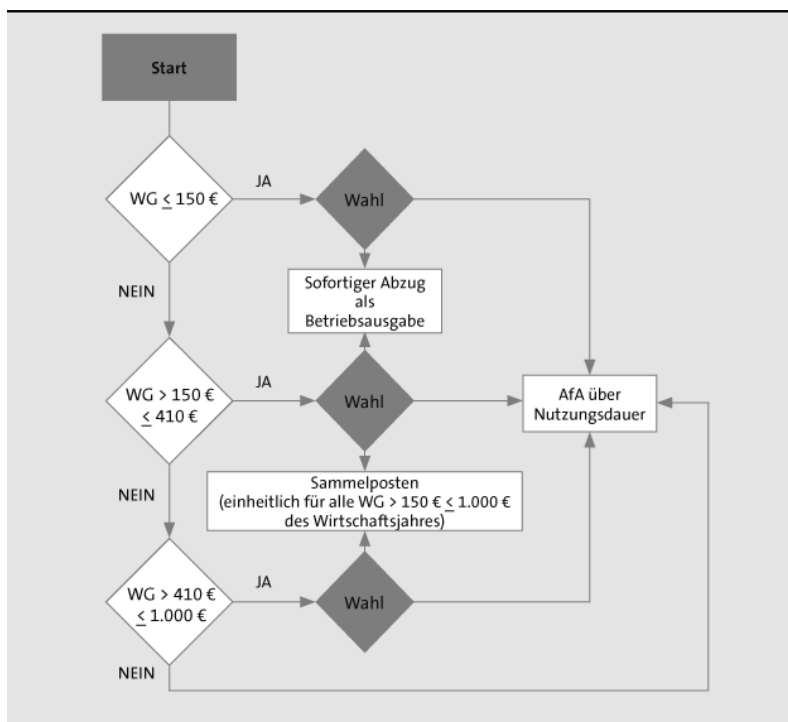 Start
WG ≤ 150 €
JA
Wahl
Sofortiger Abzug
als
Betriebsausgabe
NEIN
WG > 150 €
≤ 410 €
JA
Wahl
AfA über
Nutzungsdauer
Sammelposten
(einheitlich für alle WG > 150 € ≤ 1.000 €
des Wirtschaftsjahres)
NEIN
WG > 410 €
≤ 1.000 €
JA
Wahl
NEIN